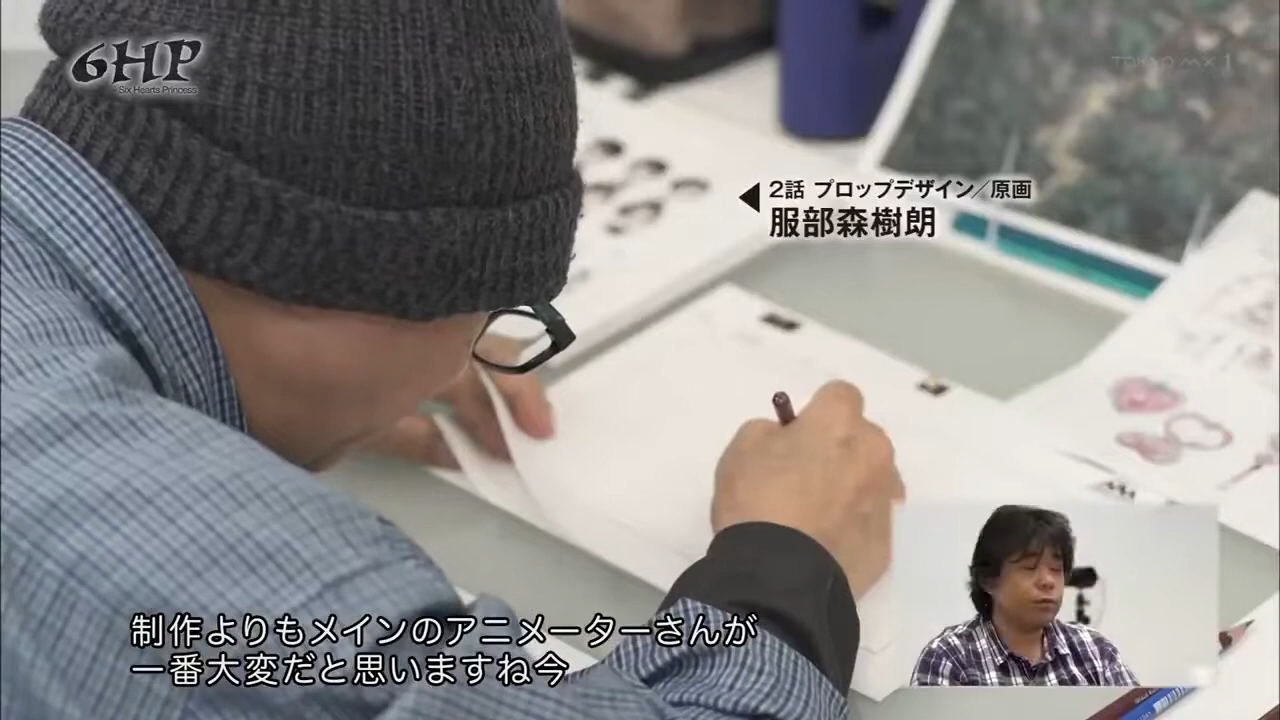 6HP
Six Hearts Princess
TOKYO MX 1
2話 プロップデザイン／原画
服部森樹朗
制作よりもメインのアニメーターさんが
一番大変だと思いますね今